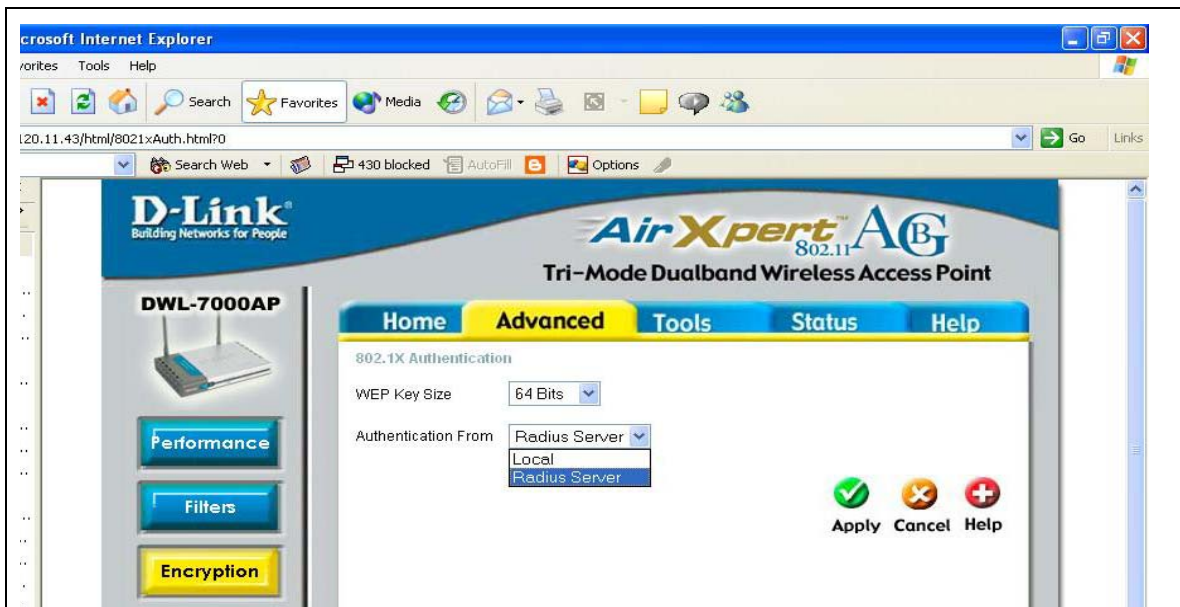 crosoft Internet Explorer
vorites Tools Help
Search Favorites Media
120.11.43/html/8021xAuth.html?0 Go Links
Search Web 430 blocked AutoFill Options
D-Link®
Building Networks for People
AirXpert™ 802.11 ABG
Tri-Mode Dualband Wireless Access Point
DWL-7000AP
Home Advanced Tools Status Help
802.1X Authentication
WEP Key Size 64 Bits
Authentication From Radius Server
Local
Radius Server
Performance
Filters
Encryption
Apply Cancel Help